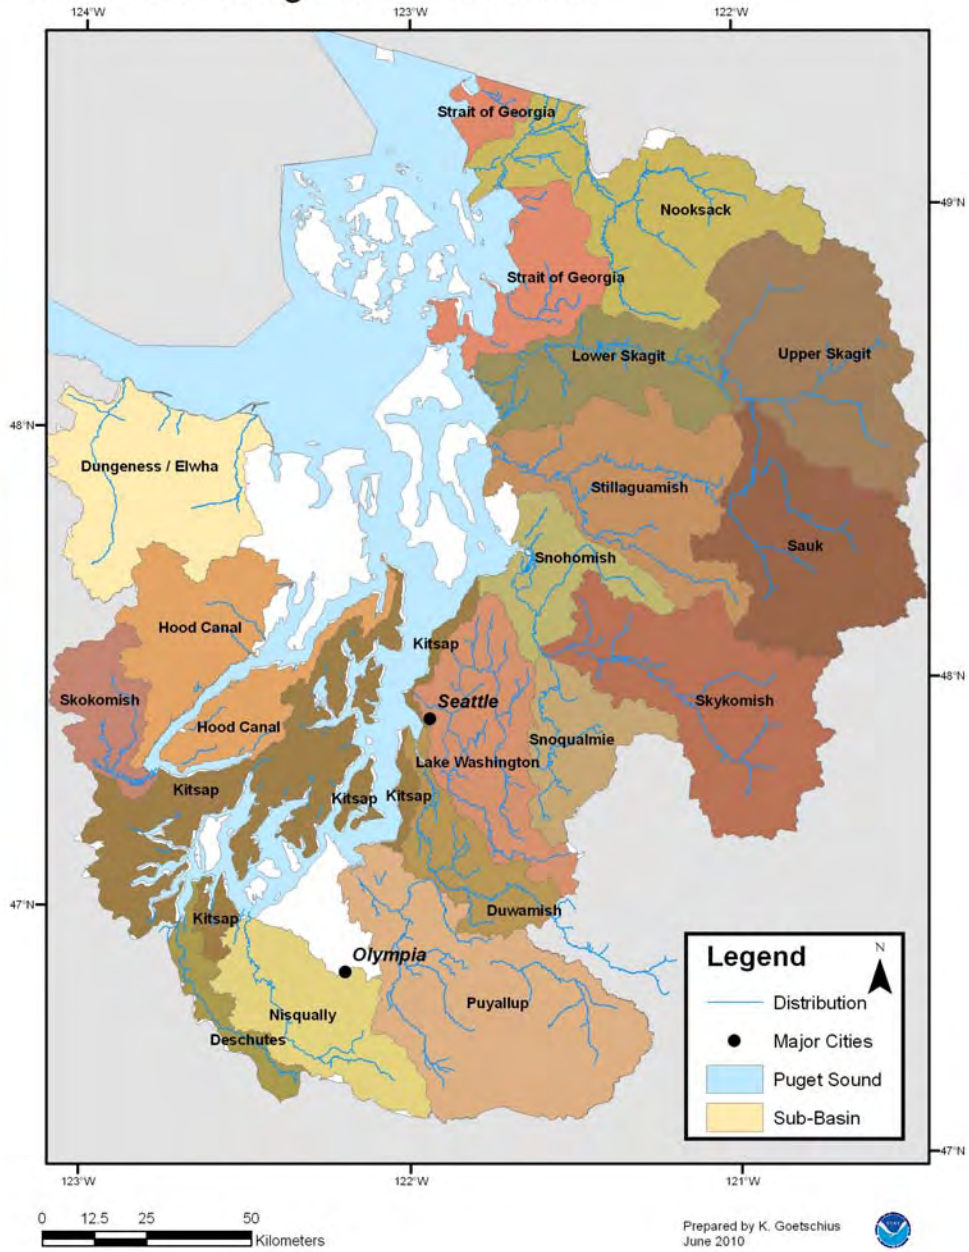 124°W 123°W 122°W
Strait of Georgia
49°N
Nooksack
Strait of Georgia
Upper Skagit
Lower Skagit
48°N
Dungeness / Elwha
Stillaguamish
Sauk
Snohomish
Hood Canal
Kitsap
48°N
Skokomish
Seattle
Skykomish
Hood Canal
Snoqualmie
Lake Washington
Kitsap
Kitsap
Kitsap
47°N
Duwamish
Kitsap
Olympia
Puyallup
Nisqually
Deschutes
Legend
N
Distribution
Major Cities
Puget Sound
Sub-Basin
47°N
123°W 122°W 121°W
0 12.5 25 50
Kilometers
Prepared by K. Goetschius
June 2010